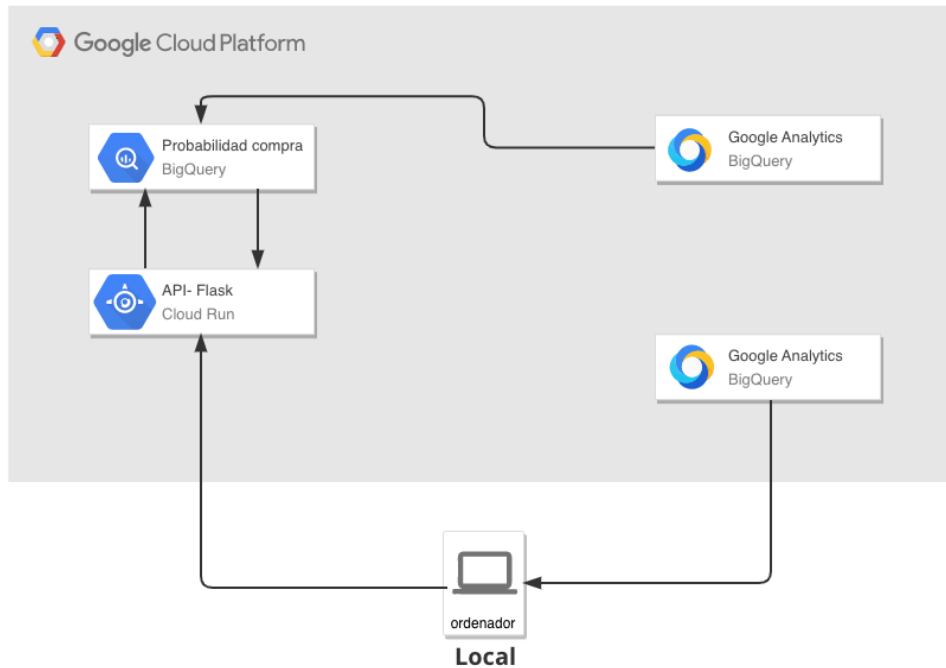 Google Cloud Platform
Probabilidad compra
BigQuery
Google Analytics
BigQuery
API- Flask
Cloud Run
Google Analytics
BigQuery
ordenador
Local